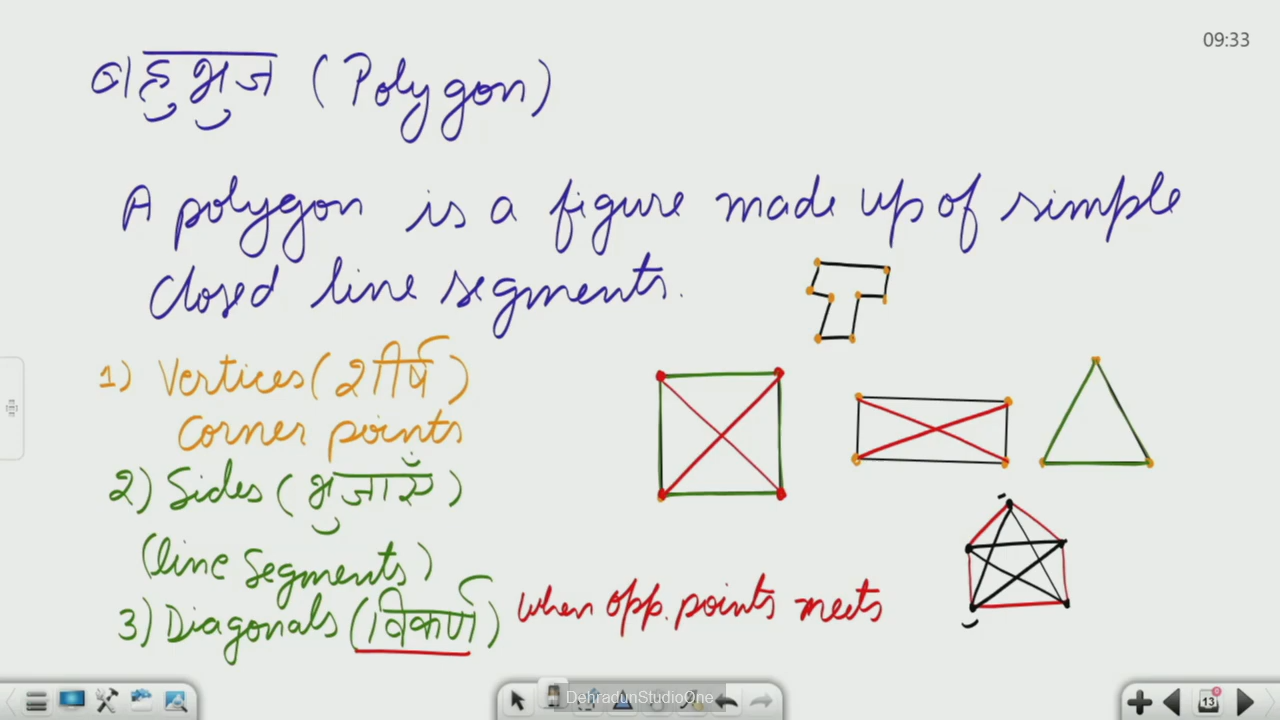 09:33
बहुभुज (Polygon)
A polygon is a figure made up of simple
closed line segments.
1) Vertices (शीर्ष)
Corner points
2) Sides (भुजाएँ)
(line segments)
3) Diagonals (विकर्ण) when opp. points meets
DehradunStudioOne
13